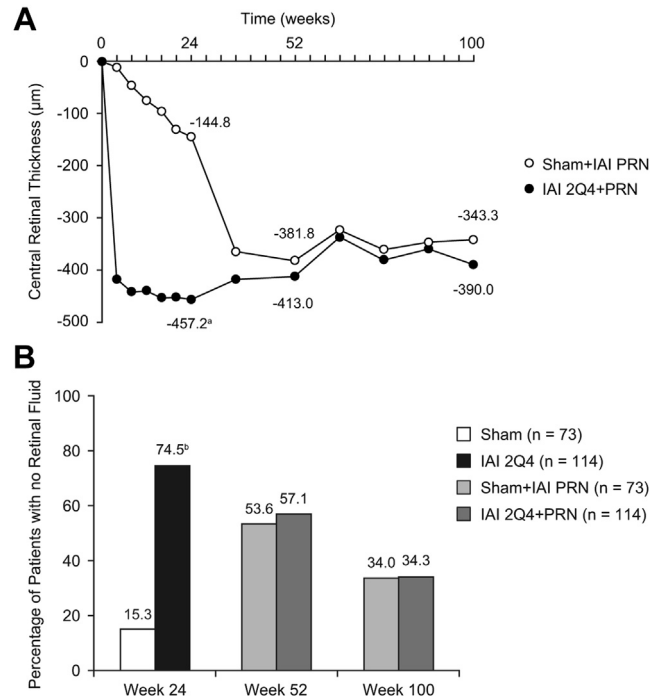 A
Time (weeks)
0 24 52 100
0
-100
-200
-300
-400
-500
Central Retinal Thickness (μm)
-144.8
-381.8
-343.3
-457.2ᵃ
-413.0
-390.0
Sham+IAI PRN
IAI 2Q4+PRN
B
Percentage of Patients with no Retinal Fluid
100
80
60
40
20
0
15.3
74.5ᵇ
53.6
57.1
34.0
34.3
Week 24
Week 52
Week 100
Sham (n = 73)
IAI 2Q4 (n = 114)
Sham+IAI PRN (n = 73)
IAI 2Q4+PRN (n = 114)